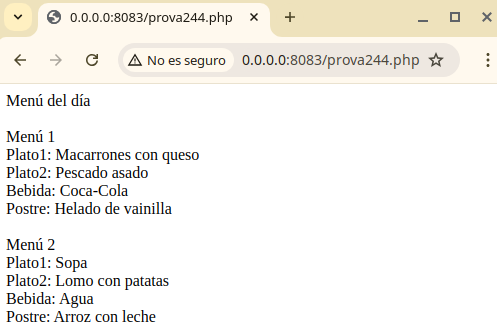 0.0.0.0:8083/prova244.php
No es seguro 0.0.0.0:8083/prova244.php
Menú del día
Menú 1
Plato1: Macarrones con queso
Plato2: Pescado asado
Bebida: Coca-Cola
Postre: Helado de vainilla
Menú 2
Plato1: Sopa
Plato2: Lomo con patatas
Bebida: Agua
Postre: Arroz con leche